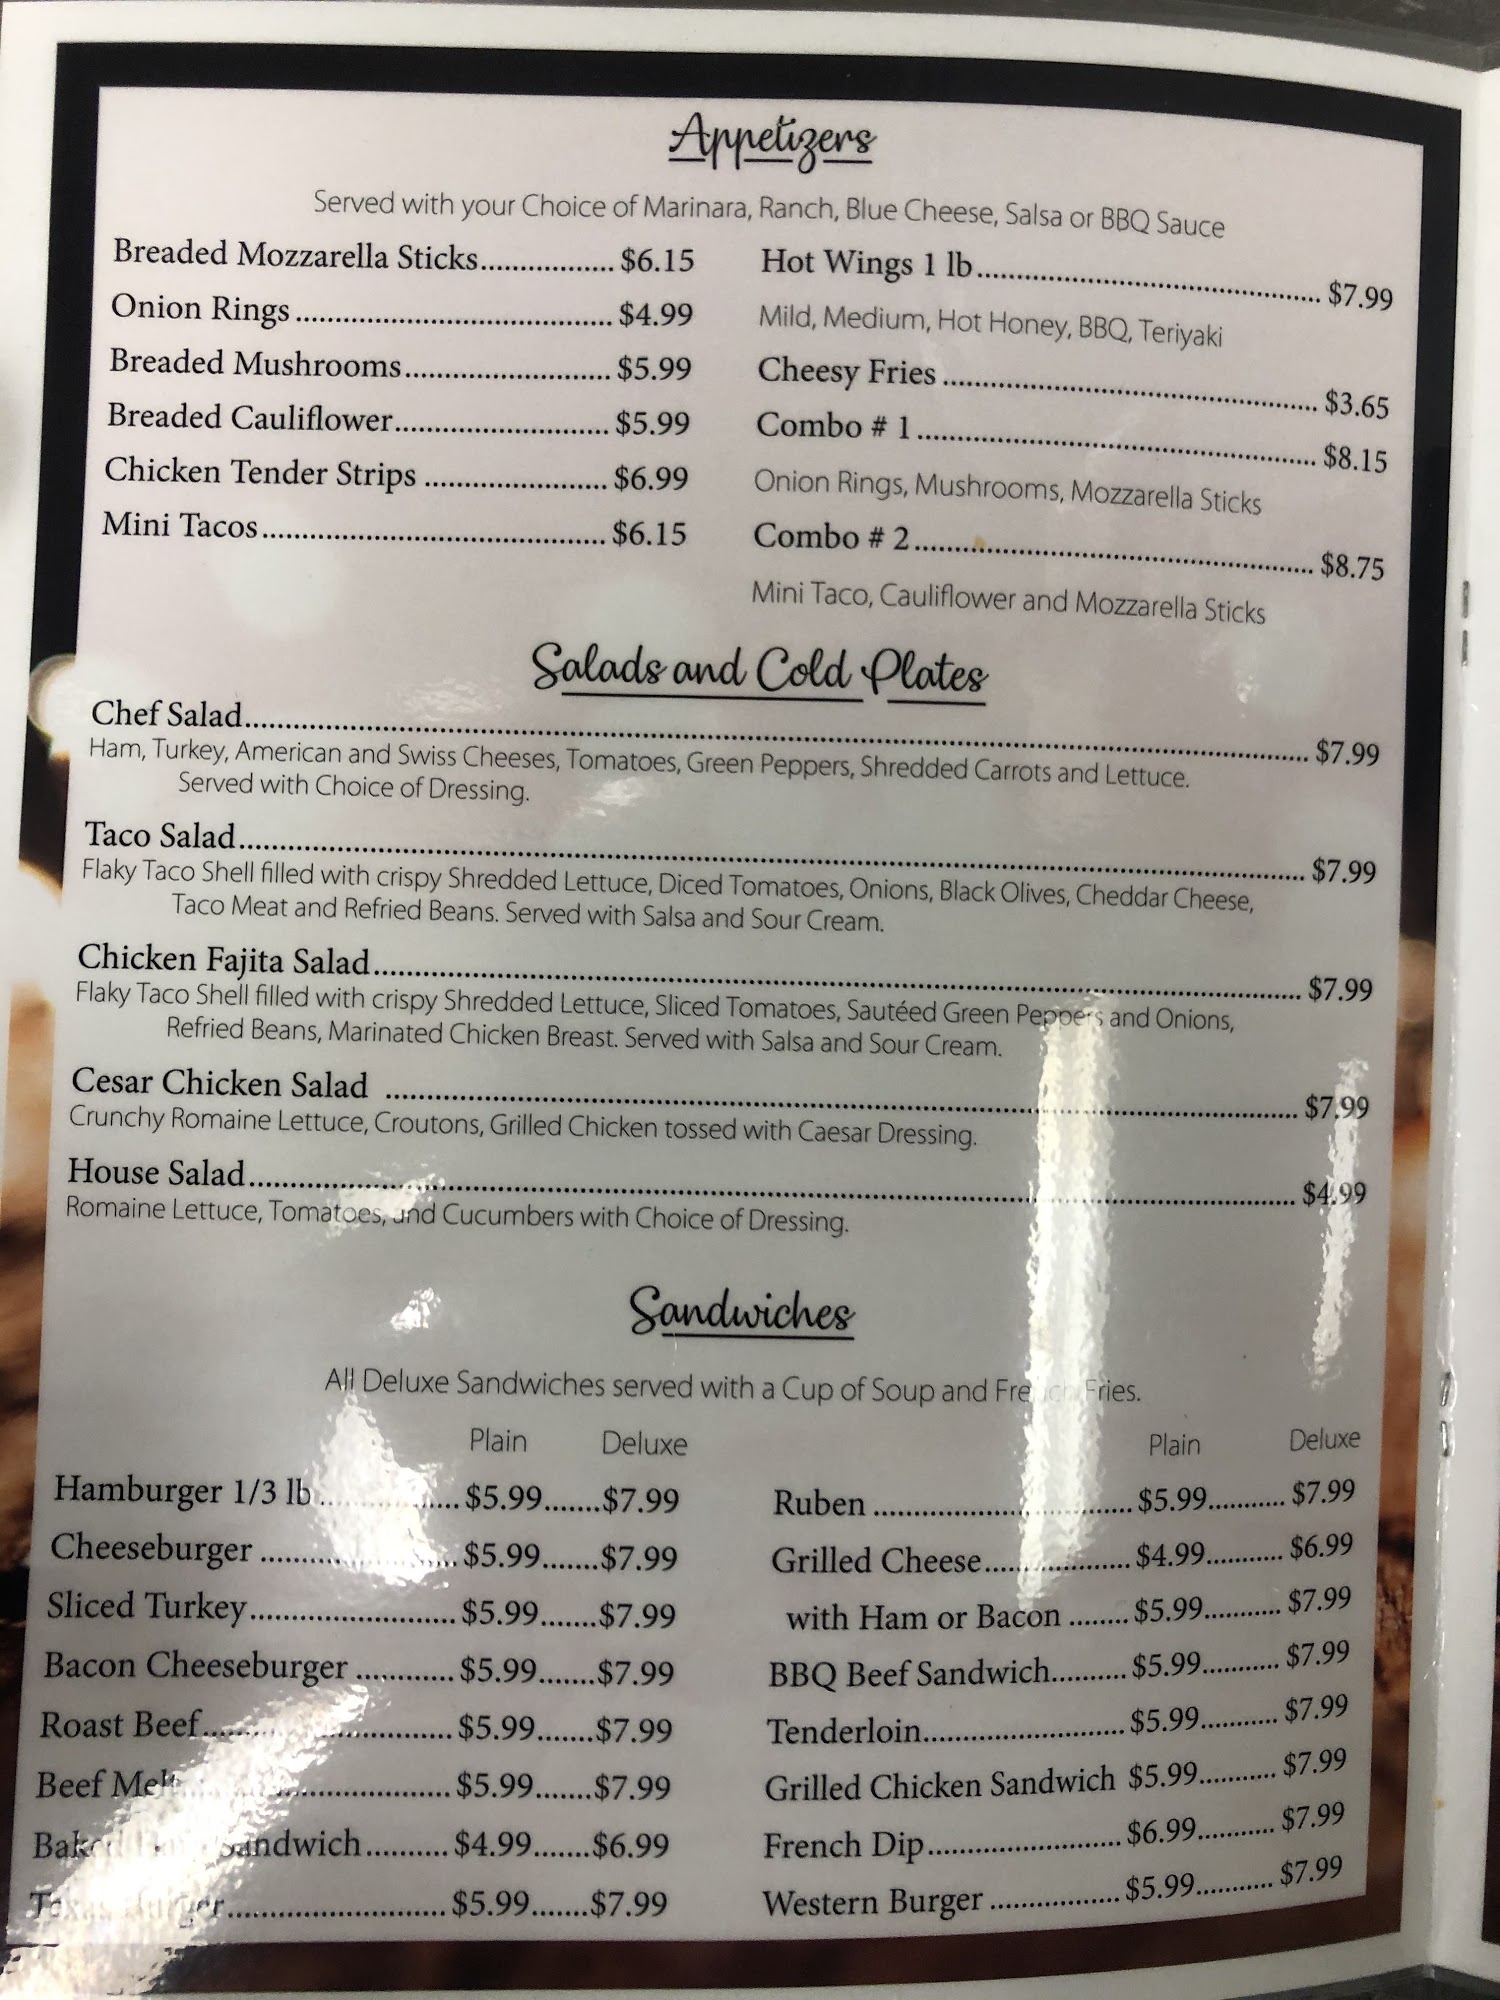 Appetizers
Served with your Choice of Marinara, Ranch, Blue Cheese, Salsa or BBQ Sauce
Breaded Mozzarella Sticks................. $6.15
Onion Rings ................................. $4.99
Breaded Mushrooms.......................... $5.99
Breaded Cauliflower........................... $5.99
Chicken Tender Strips ....................... $6.99
Mini Tacos.................................... $6.15
Hot Wings 1 lb.................................... $7.99
Mild, Medium, Hot Honey, BBQ, Teriyaki
Cheesy Fries ....................................... $3.65
Combo # 1.......................................... $8.15
Onion Rings, Mushrooms, Mozzarella Sticks
Combo # 2.......................................... $8.75
Mini Taco, Cauliflower and Mozzarella Sticks
Salads and Cold Plates
Chef Salad.................................................. $7.99
Ham, Turkey, American and Swiss Cheeses, Tomatoes, Green Peppers, Shredded Carrots and Lettuce.
Served with Choice of Dressing.
Taco Salad.................................................. $7.99
Flaky Taco Shell filled with crispy Shredded Lettuce, Diced Tomatoes, Onions, Black Olives, Cheddar Cheese,
Taco Meat and Refried Beans. Served with Salsa and Sour Cream.
Chicken Fajita Salad.................................................. $7.99
Flaky Taco Shell filled with crispy Shredded Lettuce, Sliced Tomatoes, Sautéed Green Peppers and Onions,
Refried Beans, Marinated Chicken Breast. Served with Salsa and Sour Cream.
Cesar Chicken Salad .................................................. $7.99
Crunchy Romaine Lettuce, Croutons, Grilled Chicken tossed with Caesar Dressing.
House Salad.................................................. $4.99
Romaine Lettuce, Tomatoes, and Cucumbers with Choice of Dressing.
Sandwiches
All Deluxe Sandwiches served with a Cup of Soup and French Fries.
Plain Deluxe
Hamburger 1/3 lb ................. $5.99.......$7.99
Cheeseburger ........................ $5.99.......$7.99
Sliced Turkey......................... $5.99.......$7.99
Bacon Cheeseburger ............ $5.99.......$7.99
Roast Beef.............................. $5.99.......$7.99
Beef Melt.............................. $5.99.......$7.99
Sandwich.......... $4.99.......$6.99
Texas Burger........................... $5.99.......$7.99
Plain Deluxe
Ruben ................................ $5.99........... $7.99
Grilled Cheese.................. $4.99........... $6.99
with Ham or Bacon ........ $5.99........... $7.99
BBQ Beef Sandwich......... $5.99........... $7.99
Tenderloin......................... $5.99........... $7.99
Grilled Chicken Sandwich $5.99........... $7.99
French Dip........................ $6.99........... $7.99
Western Burger ................ $5.99........... $7.99